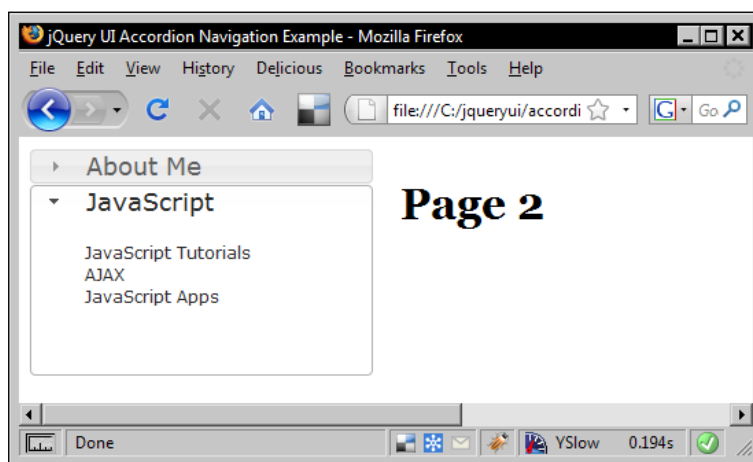 jQuery UI Accordion Navigation Example - Mozilla Firefox
File Edit View History Delicious Bookmarks Tools Help
file:///C:/jqueryui/accordi G Go
About Me
JavaScript
JavaScript Tutorials
AJAX
JavaScript Apps
Page 2
Done YSlow 0.194s